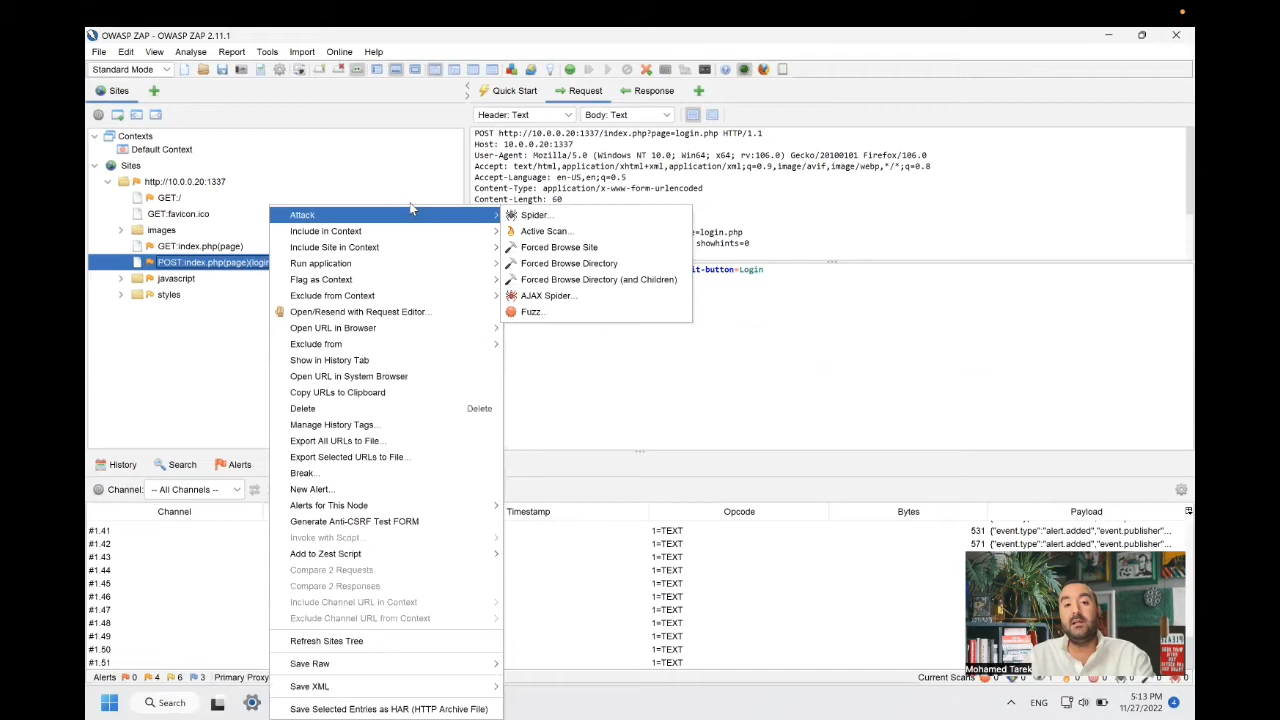 OWASP ZAP - OWASP ZAP 2.11.1
File Edit View Analyse Report Tools Import Online Help
Standard Mode
Sites
Quick Start Request Response
Header: Text Body: Text
Contexts
Default Context
Sites
http://10.0.0.20:1337
GET:/
GET:favicon.ico
images
GET:index.php(page)
POST:index.php(page)(login
javascript
styles
POST http://10.0.0.20:1337/index.php?page=login.php HTTP/1.1
Host: 10.0.0.20:1337
User-Agent: Mozilla/5.0 (Windows NT 10.0; Win64; x64; rv:106.0) Gecko/20100101 Firefox/106.0
Accept: text/html,application/xhtml+xml,application/xml;q=0.9,image/avif,image/webp,*/*;q=0.8
Accept-Language: en-US,en;q=0.5
Content-Type: application/x-www-form-urlencoded
Content-Length: 60
login.php
showhints=0
it-button=Login
Attack
Include in Context
Include Site in Context
Run application
Flag as Context
Exclude from Context
Open/Resend with Request Editor...
Open URL in Browser
Exclude from
Show in History Tab
Open URL in System Browser
Copy URLs to Clipboard
Delete Delete
Manage History Tags...
Export All URLs to File...
Export Selected URLs to File...
Break...
New Alert...
Alerts for This Node
Generate Anti-CSRF Test FORM
Invoke with Script...
Add to Zest Script
Compare 2 Requests
Compare 2 Responses
Include Channel URL in Context
Exclude Channel URL from Context
Refresh Sites Tree
Save Raw
Save XML
Save Selected Entries as HAR (HTTP Archive File)
Spider...
Active Scan...
Forced Browse Site
Forced Browse Directory
Forced Browse Directory (and Children)
AJAX Spider...
Fuzz...
History Search Alerts
Channel: -- All Channels --
Channel Timestamp Opcode Bytes Payload
#1.41 1=TEXT 531 {"event.type":"alert.added","event.publisher"...
#1.42 1=TEXT 571 {"event.type":"alert.added","event.publisher"...
#1.43 1=TEXT
#1.44 1=TEXT
#1.45 1=TEXT
#1.46 1=TEXT
#1.47 1=TEXT
#1.48 1=TEXT
#1.49 1=TEXT
#1.50 1=TEXT
#1.51 1=TEXT
Mohamed Tarek
Alerts 0 4 6 3 Primary Proxy Current Scans
Search
ENG
5:13 PM
11/27/2022
4